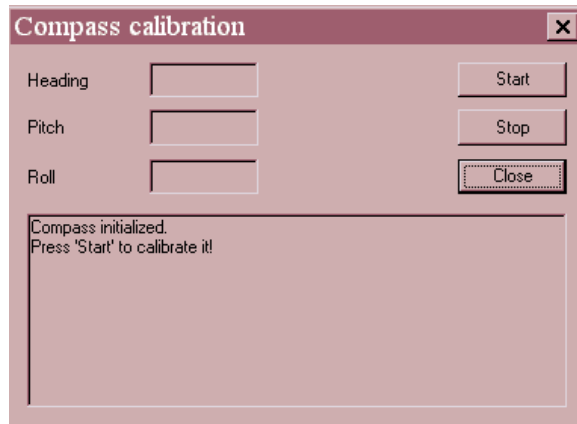 Compass calibration
Heading
Start
Pitch
Stop
Roll
Close
Compass initialized.
Press 'Start' to calibrate it!